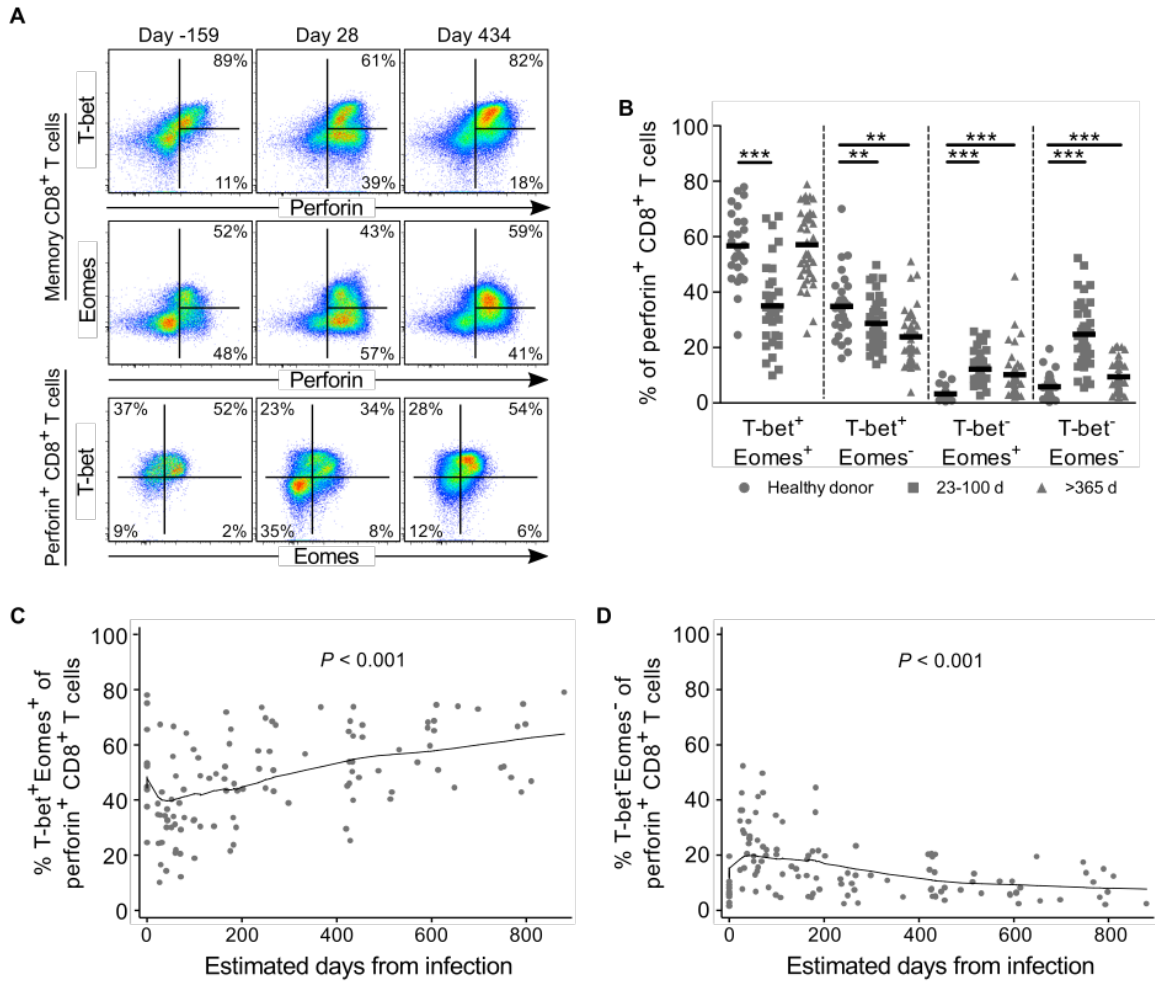 A
Day -159
Day 28
Day 434
Memory CD8+ T cells
T-bet
89%
11%
61%
39%
82%
18%
Perforin
Eomes
52%
48%
43%
57%
59%
41%
Perforin
Perforin+ CD8+ T cells
T-bet
37%
52%
9%
2%
23%
34%
35%
8%
28%
54%
12%
6%
Eomes
B
% of perforin+ CD8+ T cells
100
80
60
40
20
0
***
**
**
***
***
***
***
T-bet+
Eomes+
T-bet+
Eomes-
T-bet-
Eomes+
T-bet-
Eomes-
Healthy donor
23-100 d
>365 d
C
% T-bet+Eomes+ of
perforin+ CD8+ T cells
100
80
60
40
20
0
P < 0.001
0
200
400
600
800
Estimated days from infection
D
% T-bet-Eomes- of
perforin+ CD8+ T cells
100
80
60
40
20
0
P < 0.001
0
200
400
600
800
Estimated days from infection